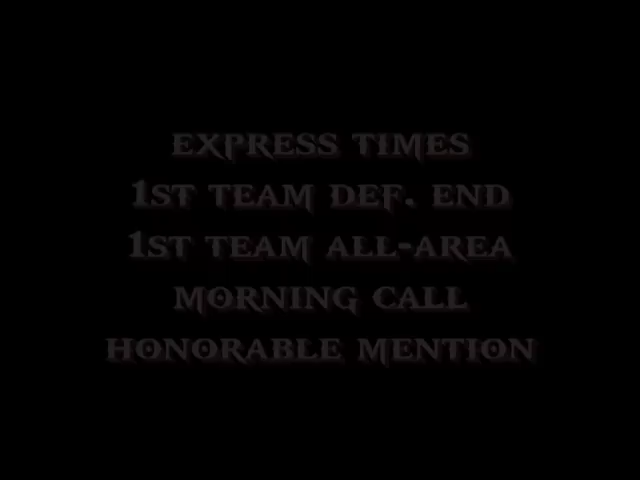 EXPRESS TIMES
1ST TEAM DEF. END
1ST TEAM ALL-AREA
MORNING CALL
HONORABLE MENTION